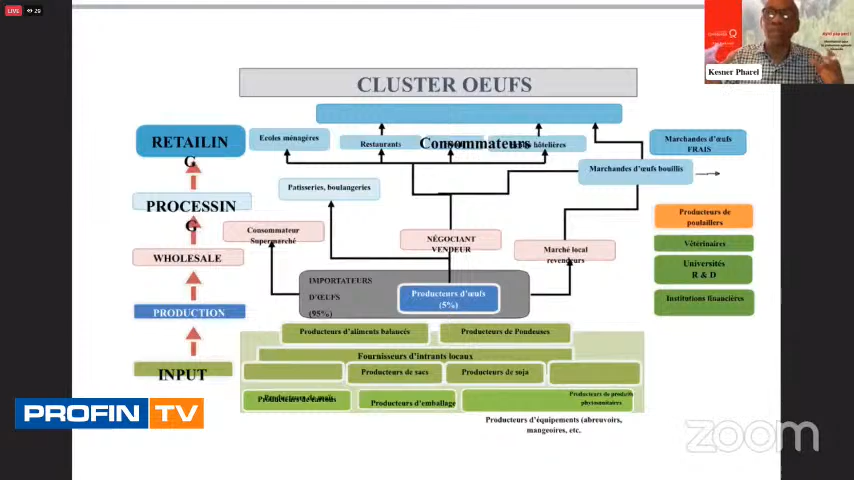 LIVE 29
Kesner Pharel
CLUSTER OEUFS
RETAILIN
G
Ecoles ménagères
Restaurants
Consommateurs
hôtelières
Marchandes d'œufs
FRAIS
Marchandes d'œufs bouillis
PROCESSIN
G
Patisseries, boulangeries
Producteurs de
poulaillers
Consommateur
Supermarché
NÉGOCIANT
VENDEUR
Marché local
revendeurs
Vétérinaires
WHOLESALE
Universités
R & D
IMPORTATEURS
D'ŒUFS
(95%)
Producteurs d'œufs
(5%)
Institutions financières
PRODUCTION
Producteurs d'aliments balancés
Producteurs de Pondeuses
Fournisseurs d'intrants locaux
INPUT
Producteurs de sacs
Producteurs de soja
Producteurs d'emballage
Producteurs de produits
phytosanitaires
Producteurs d'équipements (abreuvoirs,
mangeoires, etc.
PROFIN TV
zoom